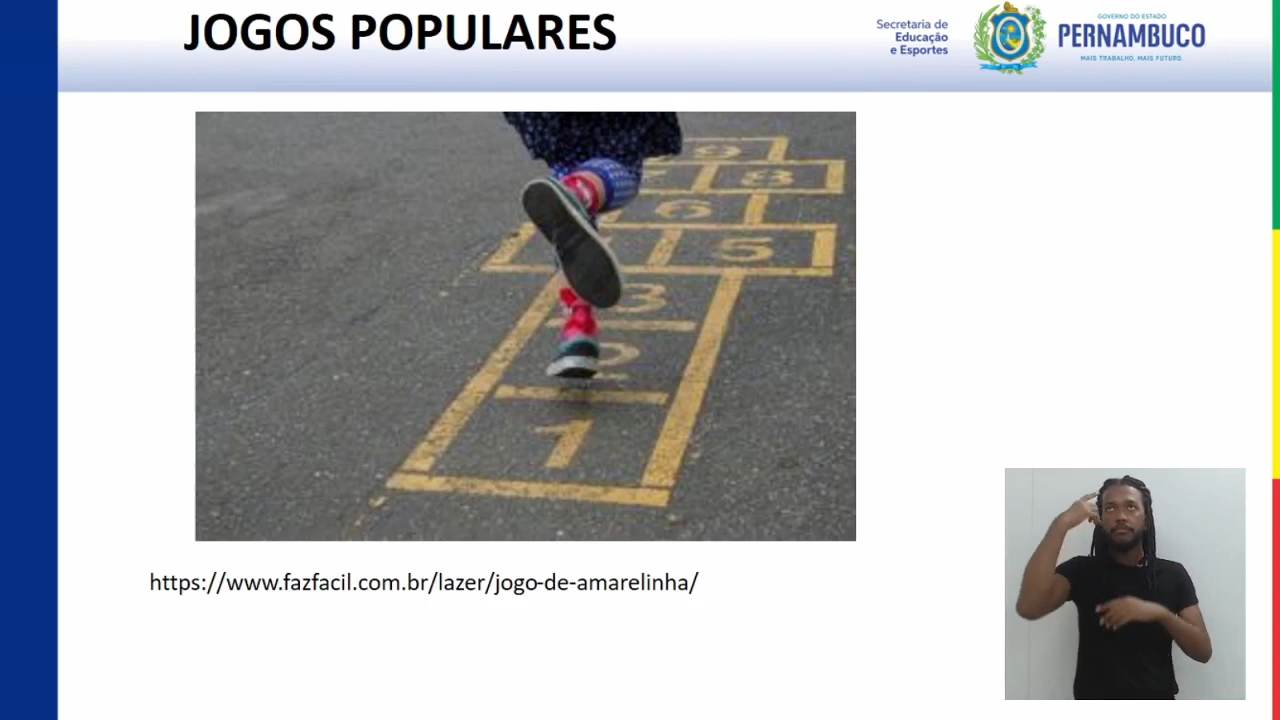 JOGOS POPULARES
Secretaria de
Educação
e Esportes
GOVERNO DO ESTADO
PERNAMBUCO
MAIS TRABALHO, MAIS FUTURO.
9
8
6
5
3
2
1
https://www.fazfacil.com.br/lazer/jogo-de-amarelinha/